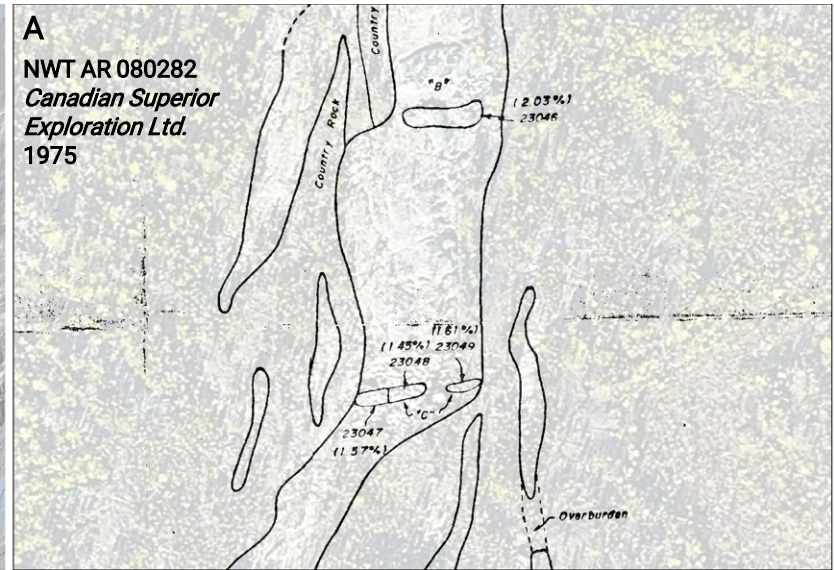 A
NWT AR 080282
Canadian Superior
Exploration Ltd.
1975
Country
Country Rock
"B"
(2.03%)
23046
(1.61%)
(1.45%) 23049
23048
"C"
23047
(1.57%)
Overburden